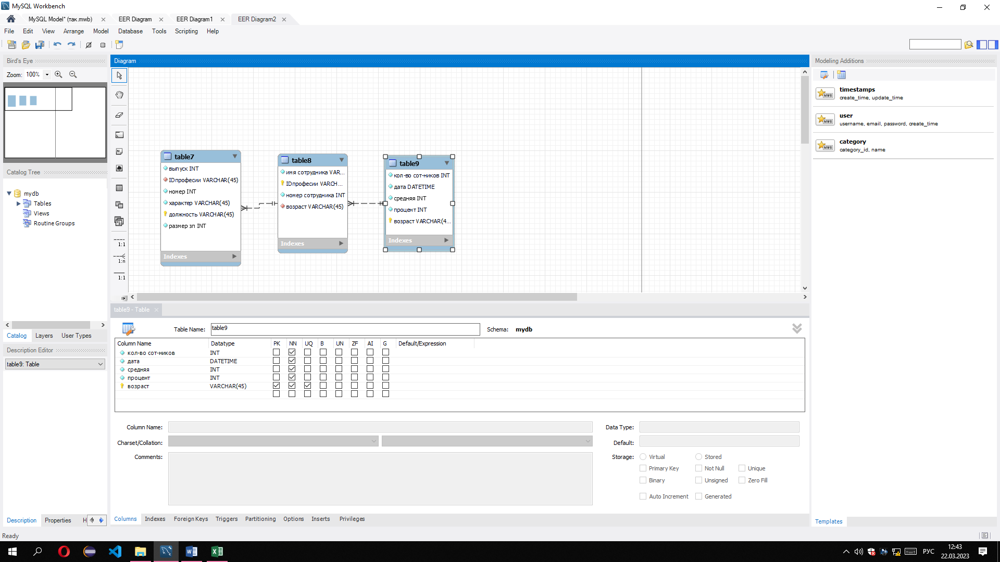 MySQL Workbench
MySQL Model* (так.mwb)
EER Diagram
EER Diagram1
EER Diagram2
File Edit View Arrange Model Database Tools Scripting Help
Bird's Eye
Zoom: 100%
Catalog Tree
mydb
Tables
Views
Routine Groups
Catalog Layers User Types
Description Editor
table9: Table
Description Properties H
Diagram
1:1
1:n
1:1
table7
выпуск INT
IDпрофесии VARCHAR(45)
номер INT
характер VARCHAR(45)
должность VARCHAR(45)
размер зп INT
Indexes
table8
имя сотрудника VAR...
IDпрофесии VARCH...
номер сотрудника INT
возраст VARCHAR(45)
Indexes
table9
кол-во сот-ников INT
дата DATETIME
средняя INT
процент INT
возраст VARCHAR(4...
Indexes
table9 - Table
Table Name: table9 Schema: mydb
Column Name Datatype PK NN UQ B UN ZF AI G Default/Expression
кол-во сот-ников INT
дата DATETIME
средняя INT
процент INT
возраст VARCHAR(45)
Column Name: Data Type:
Charset/Collation: Default:
Comments: Storage: Virtual Stored
Primary Key Not Null Unique
Binary Unsigned Zero Fill
Auto Increment Generated
Columns Indexes Foreign Keys Triggers Partitioning Options Inserts Privileges
Modeling Additions
MWB
timestamps
create_time, update_time
MWB
user
username, email, password, create_time
MWB
category
category_id, name
Templates
Ready
РУС
12:43
22.03.2023